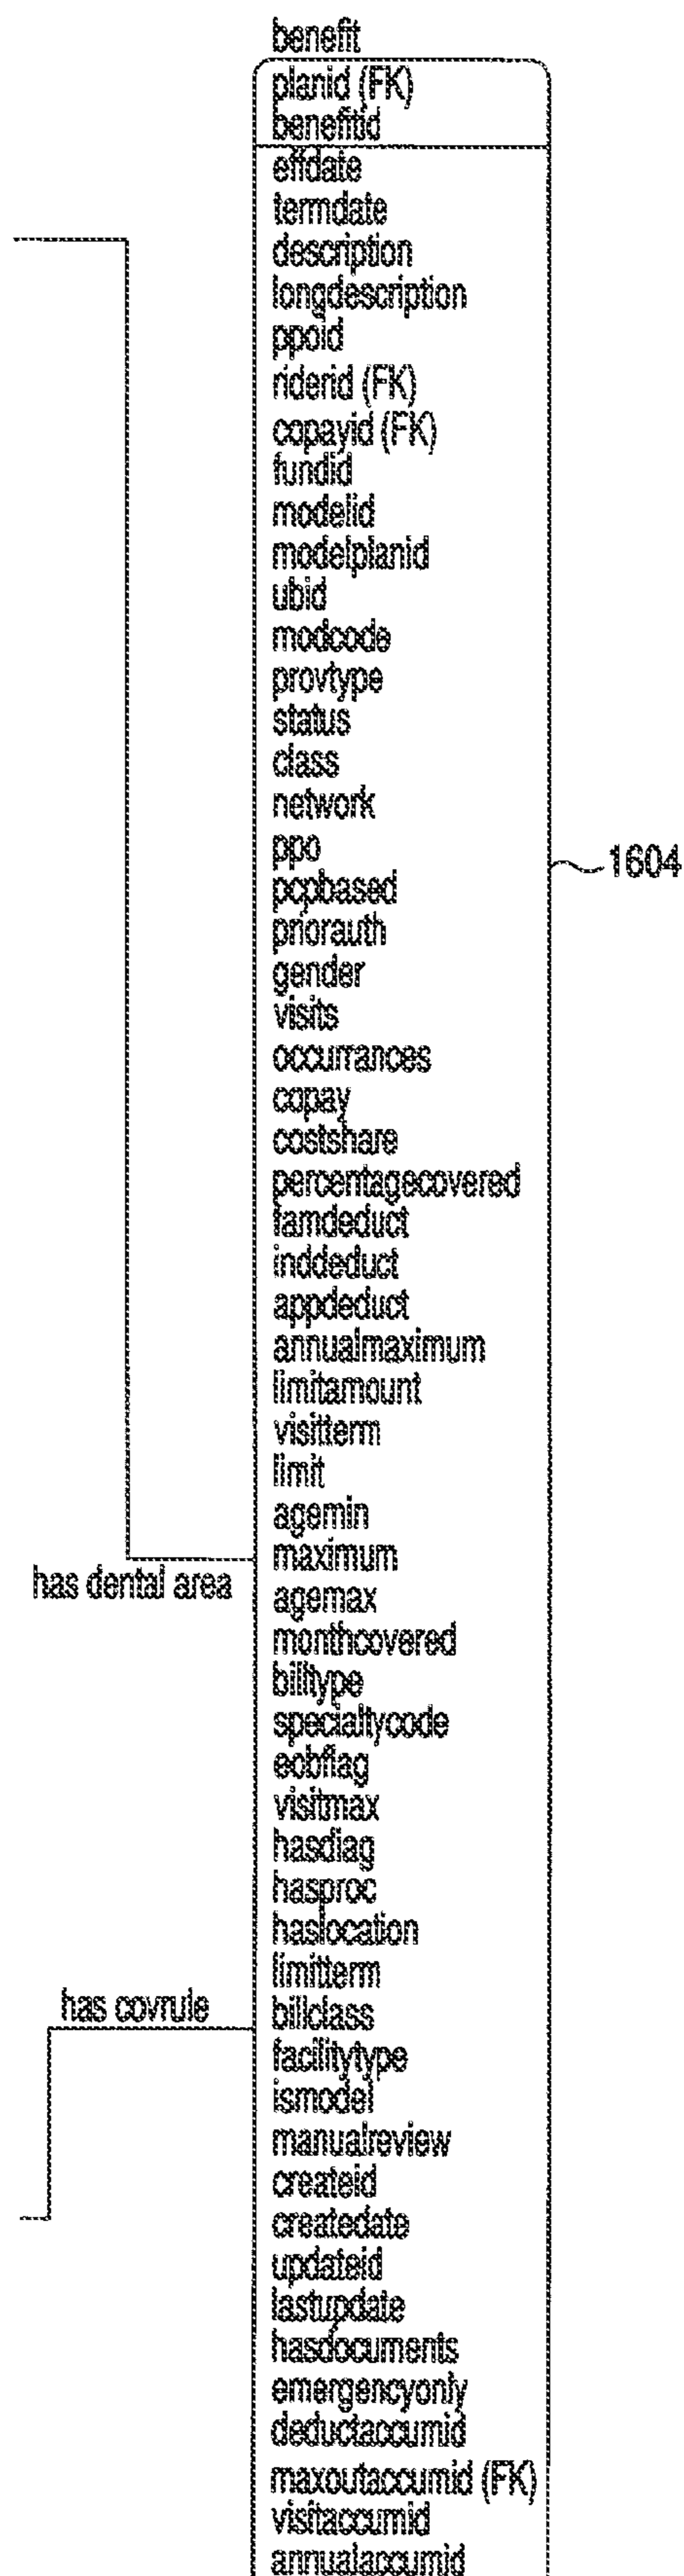 benefit
planid (FK)
benefitid
effdate
termdate
description
longdescription
ppoid
riderid (FK)
copayid (FK)
fundid
modelid
modelplanid
ubid
modcode
provtype
status
class
network
ppo
1604
pcpbased
priorauth
gender
visits
occurrances
copay
costshare
percentagecovered
famdeduct
inddeduct
appdeduct
annualmaximum
limitamount
visitterm
limit
agemin
maximum
has dental area
agemax
monthcovered
billtype
specialtycode
eobflag
visitmax
hasdiag
hasproc
haslocation
limitterm
has covrule
billclass
facilitytype
ismodel
manualreview
createid
createdate
updateid
lastupdate
hasdocuments
emergencyonly
deductaccumid
maxoutaccumid (FK)
visitaccumid
annualaccumid